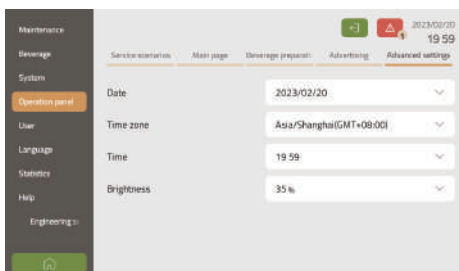 Maintenance
Beverage
System
Operation panel
User
Language
Statistics
Help
Engineering
2023/02/20
19 59
Service scenarios Main page Beverage preparati Advertising Advanced settings
Date 2023/02/20
Time zone Asia/Shanghai(GMT+08:00)
Time 19 59
Brightness 35 %